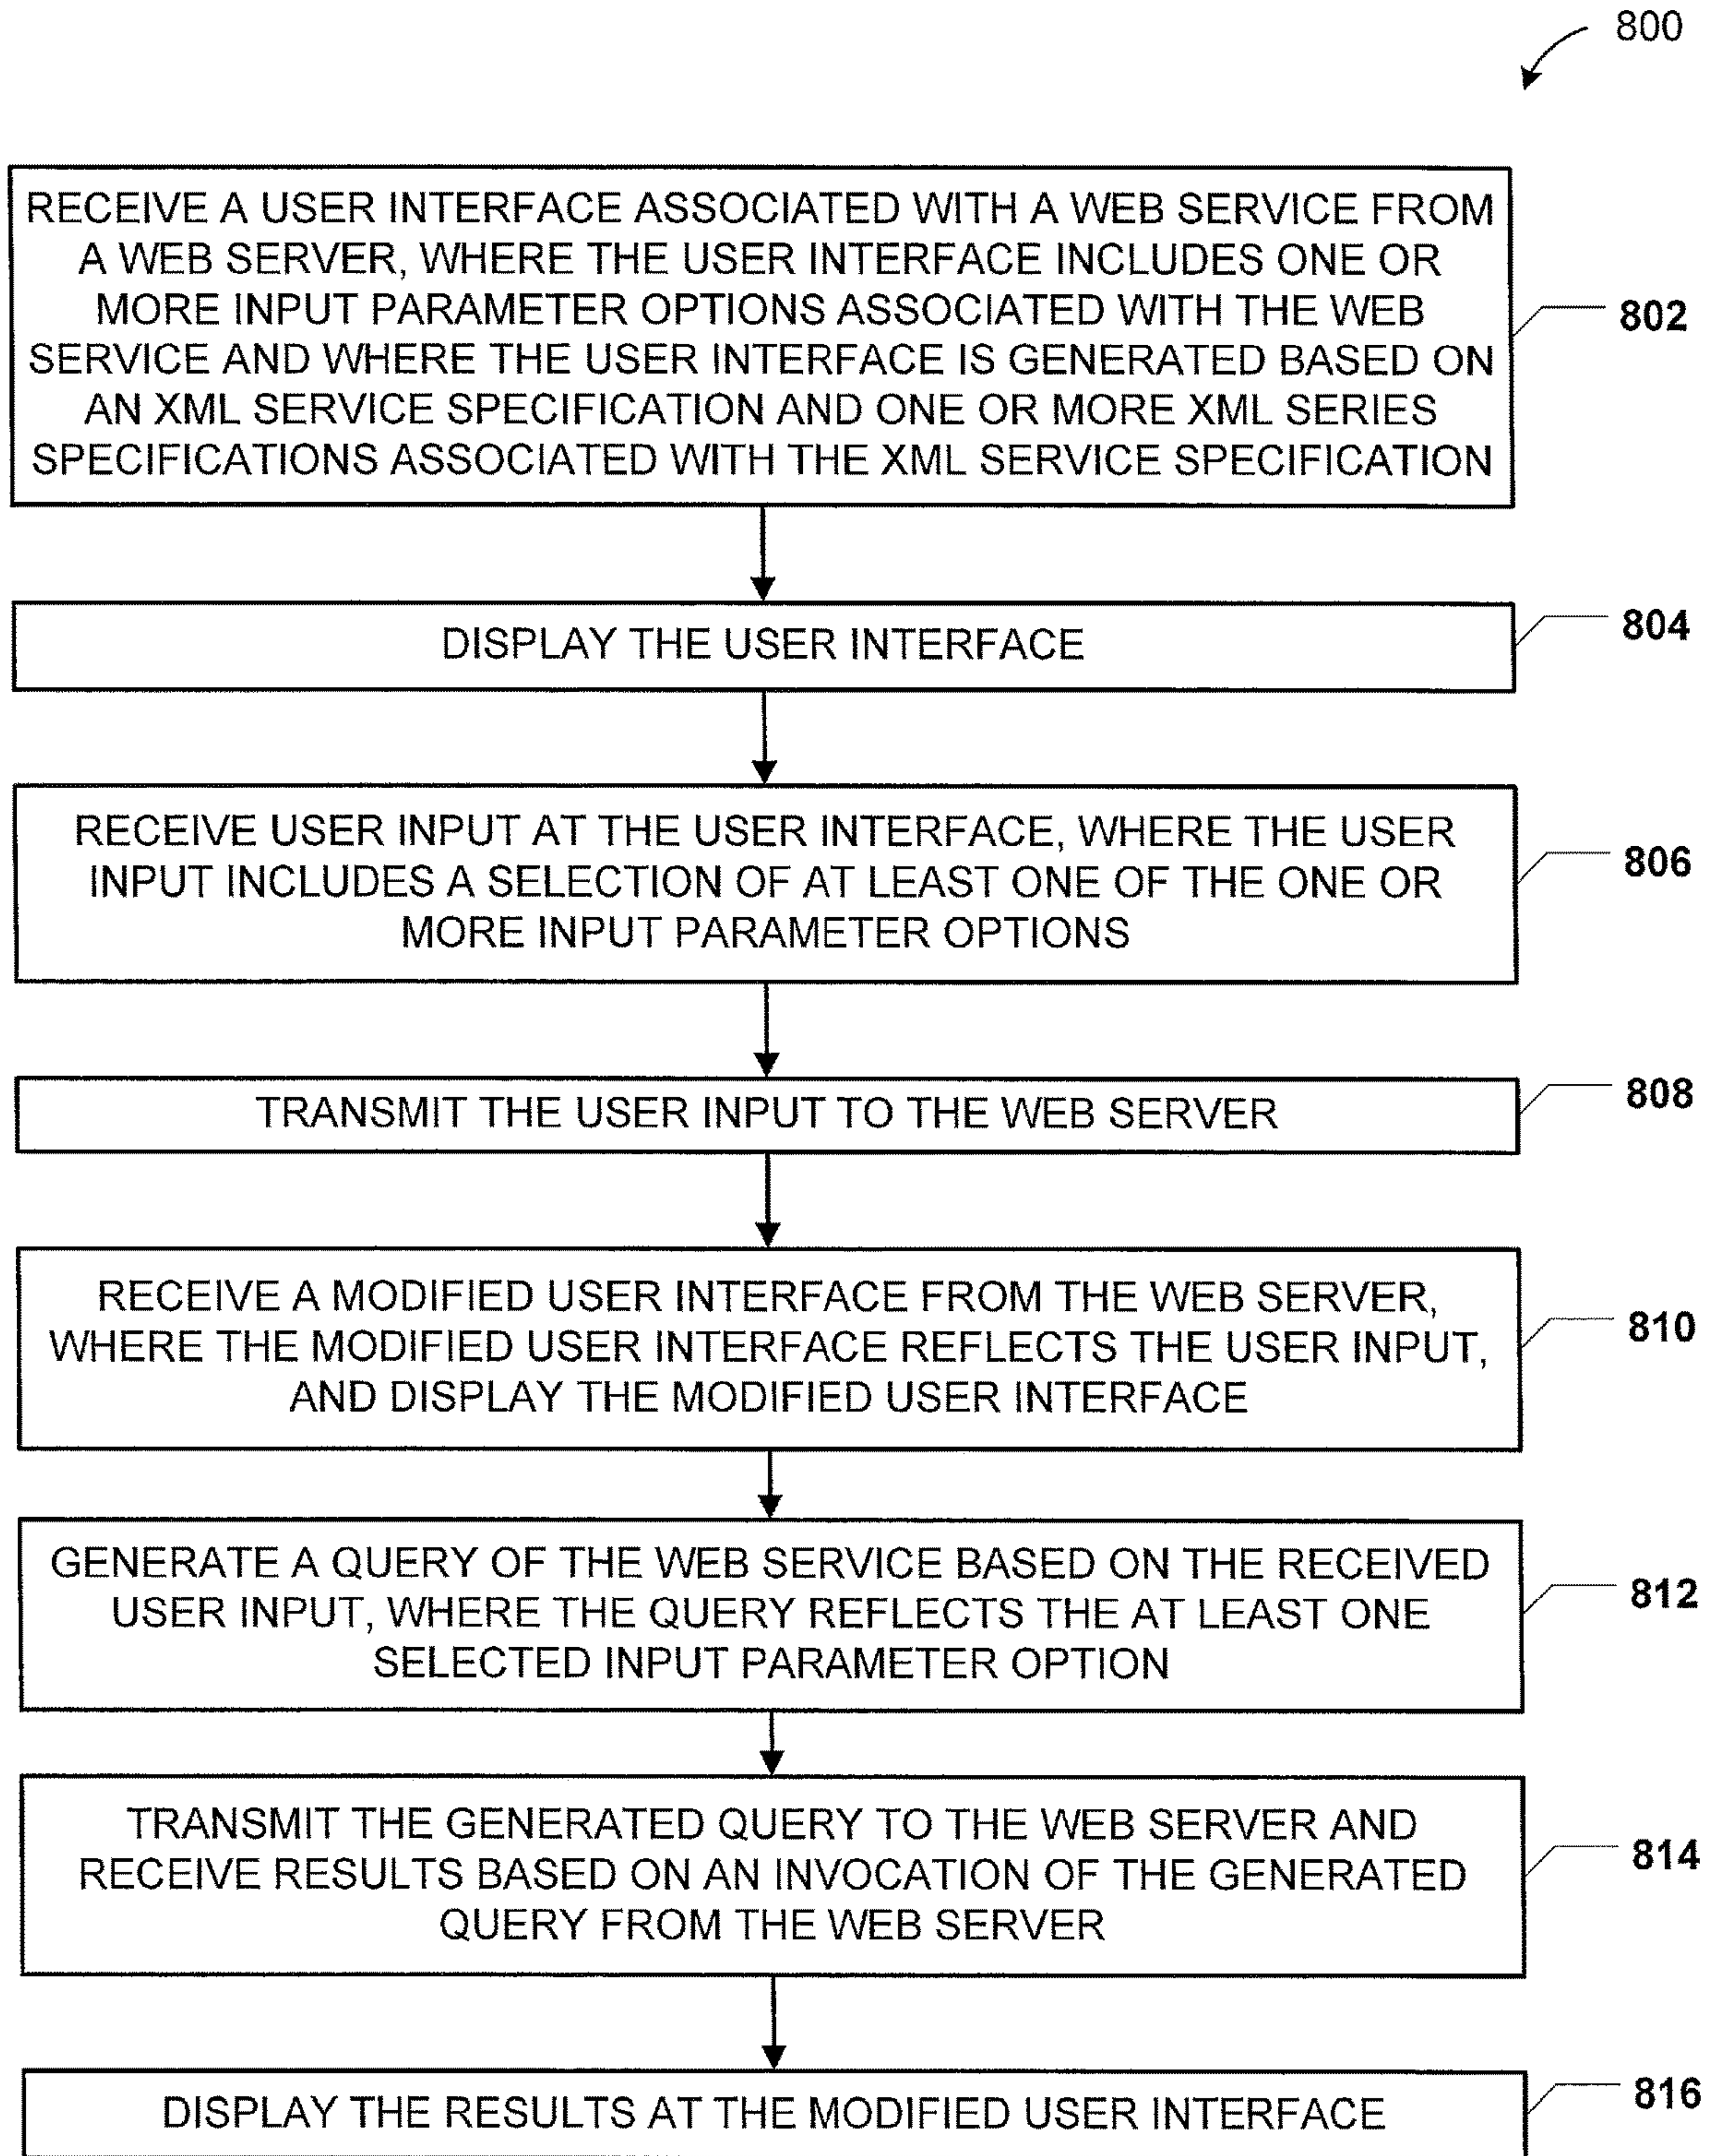 800
RECEIVE A USER INTERFACE ASSOCIATED WITH A WEB SERVICE FROM
A WEB SERVER, WHERE THE USER INTERFACE INCLUDES ONE OR
MORE INPUT PARAMETER OPTIONS ASSOCIATED WITH THE WEB
SERVICE AND WHERE THE USER INTERFACE IS GENERATED BASED ON
AN XML SERVICE SPECIFICATION AND ONE OR MORE XML SERIES
SPECIFICATIONS ASSOCIATED WITH THE XML SERVICE SPECIFICATION
802
DISPLAY THE USER INTERFACE
804
RECEIVE USER INPUT AT THE USER INTERFACE, WHERE THE USER
INPUT INCLUDES A SELECTION OF AT LEAST ONE OF THE ONE OR
MORE INPUT PARAMETER OPTIONS
806
TRANSMIT THE USER INPUT TO THE WEB SERVER
808
RECEIVE A MODIFIED USER INTERFACE FROM THE WEB SERVER,
WHERE THE MODIFIED USER INTERFACE REFLECTS THE USER INPUT,
AND DISPLAY THE MODIFIED USER INTERFACE
810
GENERATE A QUERY OF THE WEB SERVICE BASED ON THE RECEIVED
USER INPUT, WHERE THE QUERY REFLECTS THE AT LEAST ONE
SELECTED INPUT PARAMETER OPTION
812
TRANSMIT THE GENERATED QUERY TO THE WEB SERVER AND
RECEIVE RESULTS BASED ON AN INVOCATION OF THE GENERATED
QUERY FROM THE WEB SERVER
814
DISPLAY THE RESULTS AT THE MODIFIED USER INTERFACE
816